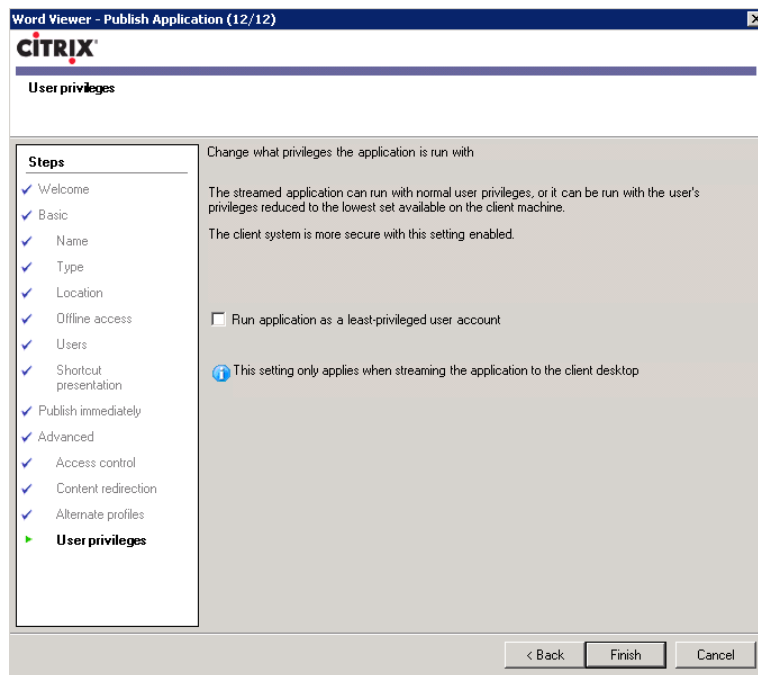 Word Viewer - Publish Application (12/12)
CITRIX
User privileges
Steps
Welcome
Basic
Name
Type
Location
Offline access
Users
Shortcut
presentation
Publish immediately
Advanced
Access control
Content redirection
Alternate profiles
User privileges
Change what privileges the application is run with
The streamed application can run with normal user privileges, or it can be run with the user's
privileges reduced to the lowest set available on the client machine.
The client system is more secure with this setting enabled.
Run application as a least-privileged user account
This setting only applies when streaming the application to the client desktop
< Back
Finish
Cancel